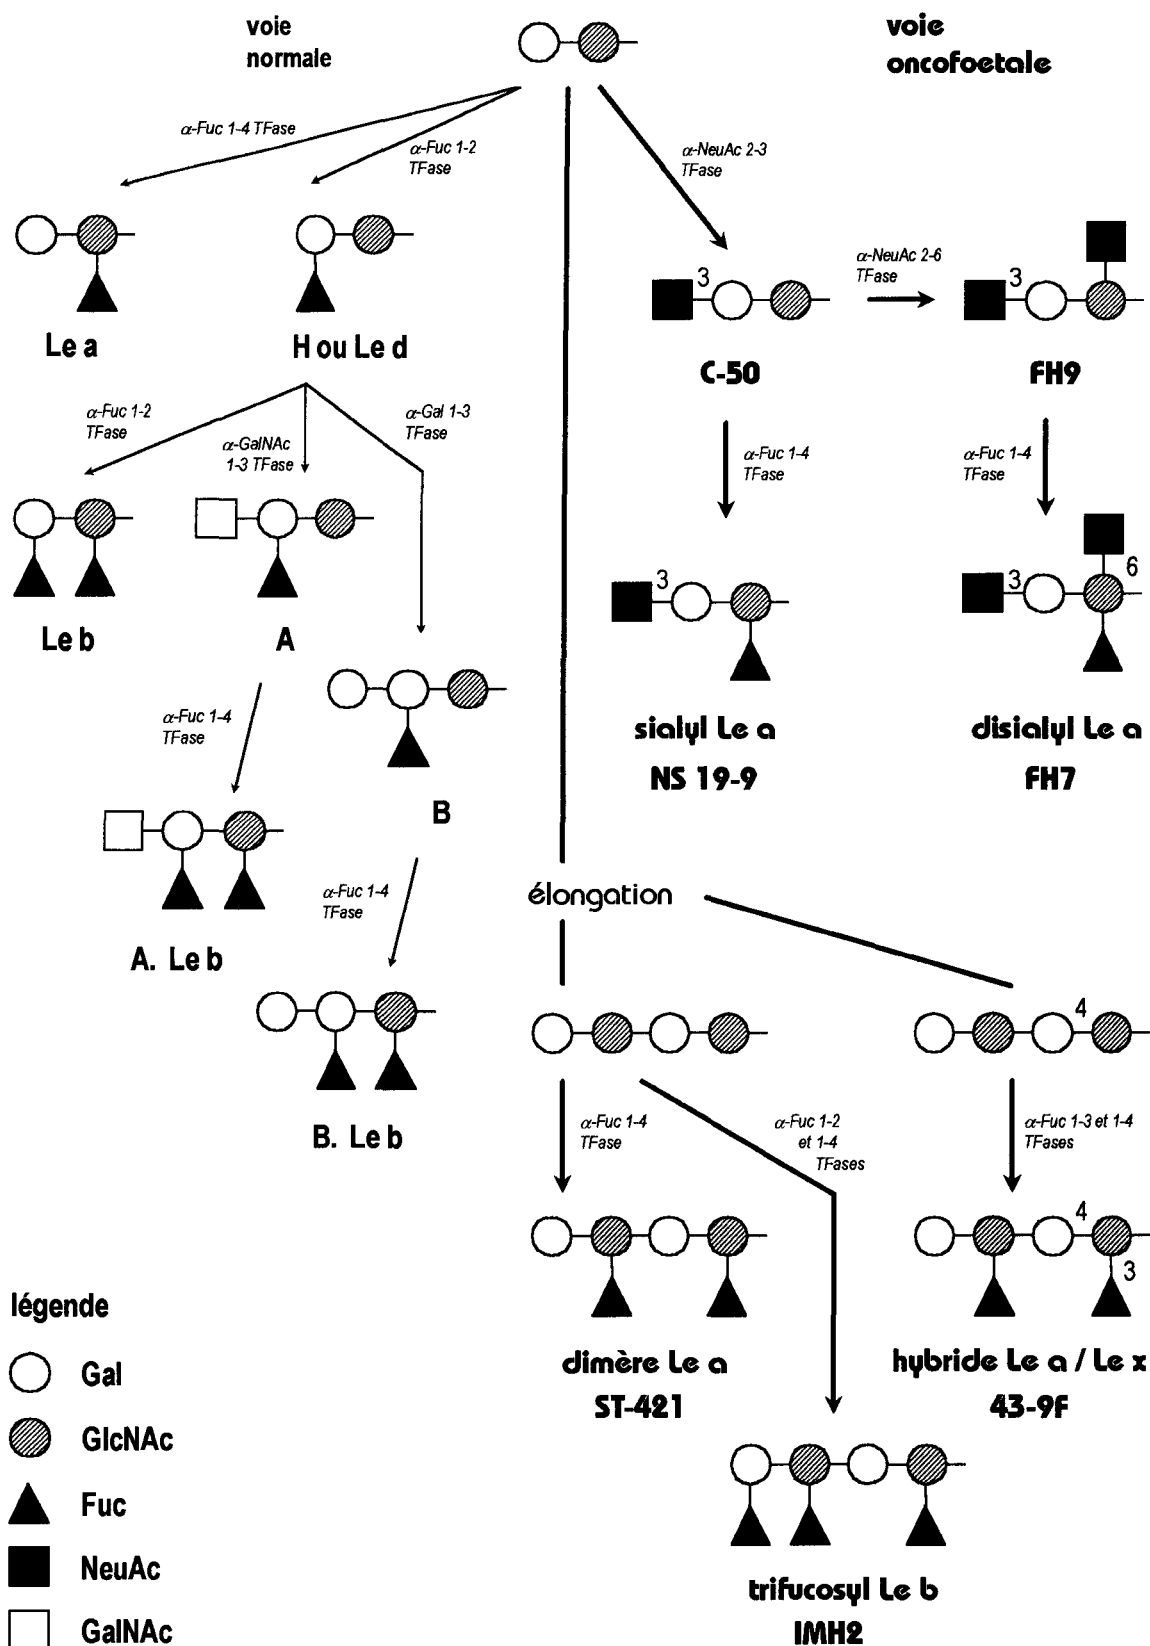 voie
normale
voie
oncofoetale
α-Fuc 1-4 TFase
α-Fuc 1-2
TFase
α-NeuAc 2-3
TFase
Le a
H ou Le d
3
C-50
α-NeuAc 2-6
TFase
3
FH9
α-Fuc 1-2
TFase
α-GalNAc
1-3 TFase
α-Gal 1-3
TFase
α-Fuc 1-4
TFase
α-Fuc 1-4
TFase
Le b
A
3
sialyl Le a
NS 19-9
3
6
disialyl Le a
FH7
α-Fuc 1-4
TFase
B
A. Le b
α-Fuc 1-4
TFase
B. Le b
élongation
4
α-Fuc 1-4
TFase
α-Fuc 1-2
et 1-4
TFases
α-Fuc 1-3 et 1-4
TFases
4
3
dimère Le a
ST-421
hybride Le a / Le x
43-9F
trifucosyl Le b
IMH2
légende
Gal
GlcNAc
Fuc
NeuAc
GalNAc